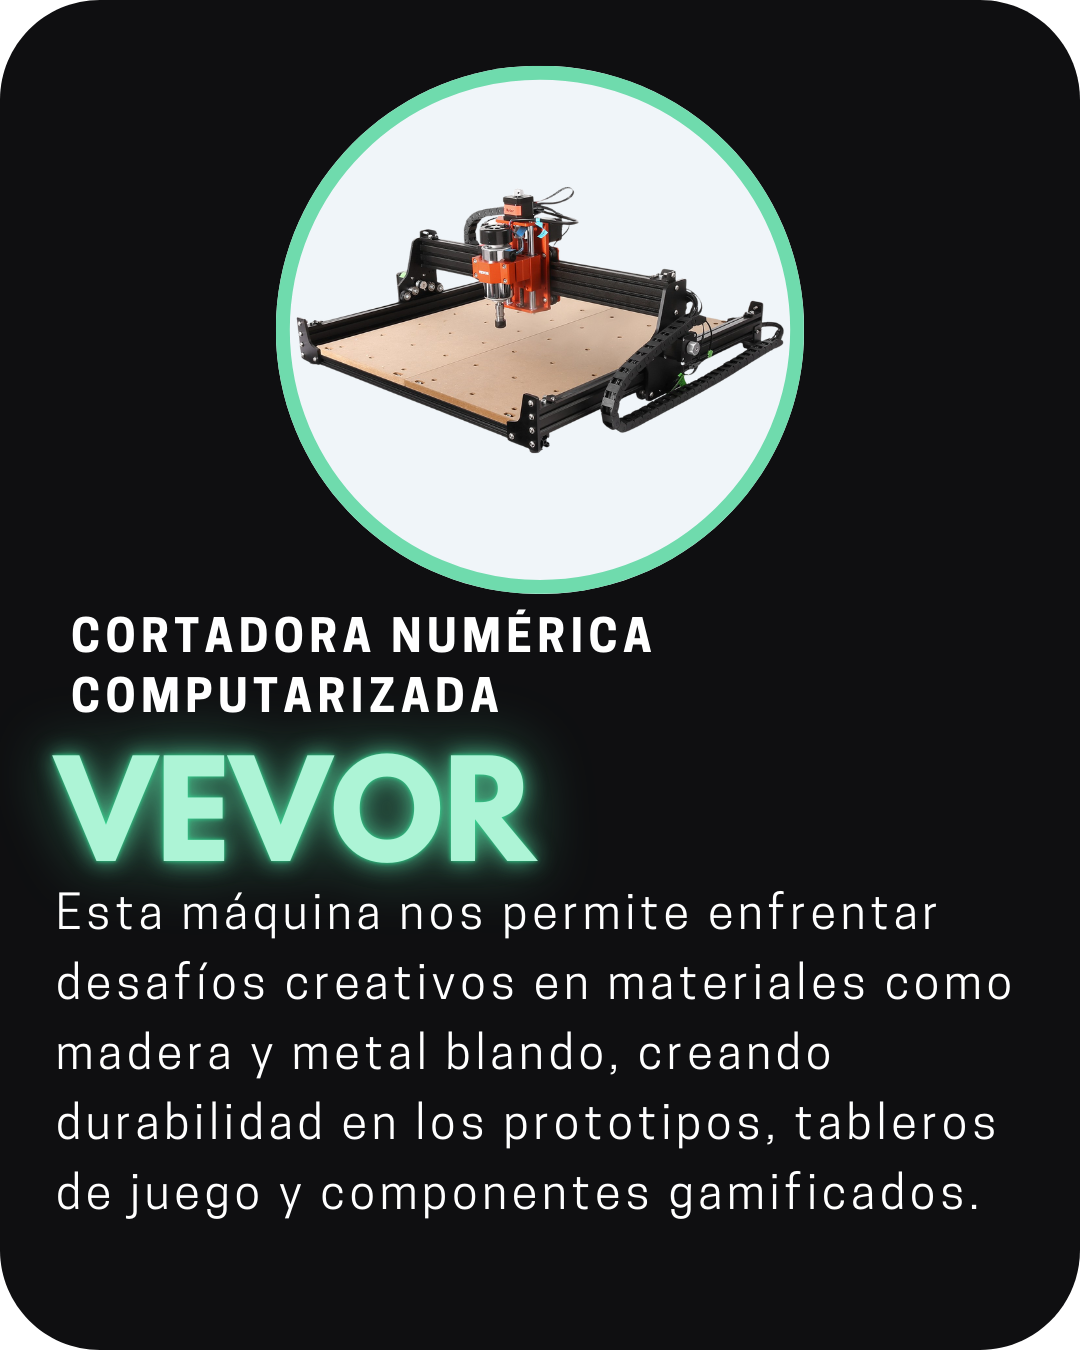 CORTADORA NUMÉRICA
COMPUTARIZADA
VEVOR
Esta máquina nos permite enfrentar
desafíos creativos en materiales como
madera y metal blando, creando
durabilidad en los prototipos, tableros
de juego y componentes gamificados.